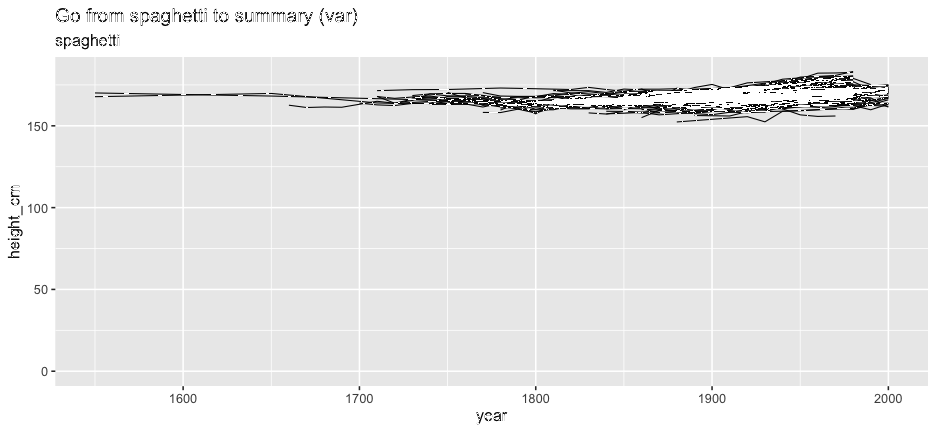 Go from spaghetti to summary (var)
spaghetti
150
100
50
0
height_cm
1600 1700 1800 1900 2000
year